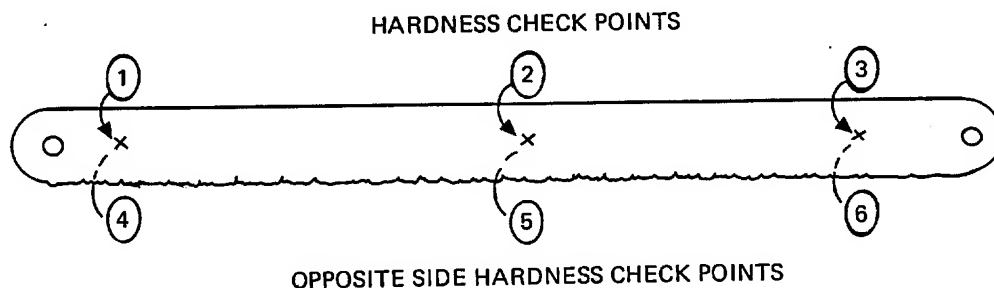 HARDNESS CHECK POINTS
1 2 3
4 5 6
OPPOSITE SIDE HARDNESS CHECK POINTS